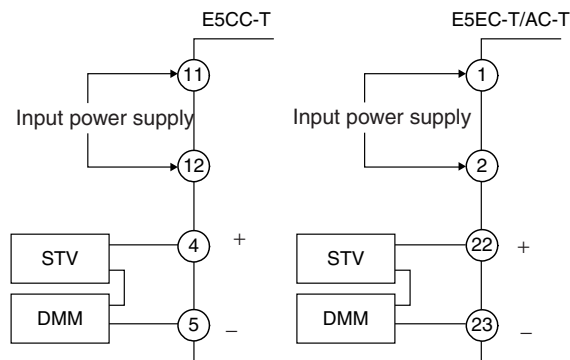 E5CC-T
11
Input power supply
12
4
+
STV
DMM
5
−
E5EC-T/AC-T
1
Input power supply
2
22
+
STV
DMM
23
−